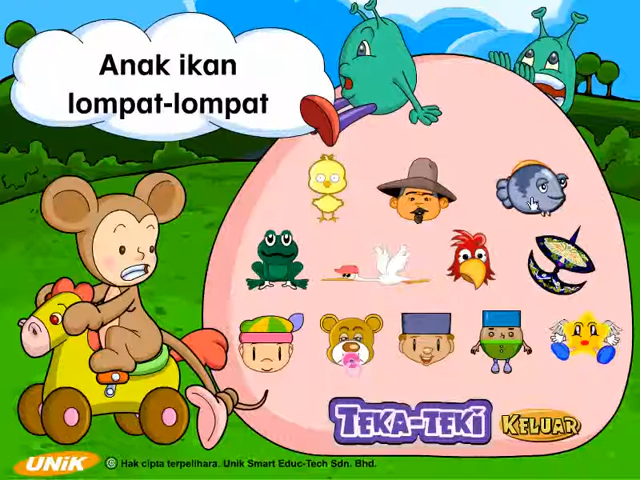 Anak ikan
lompat-lompat
TEKA-TEKI
KELUAR
UNiK
© Hak cipta terpelihara. Unik Smart Educ-Tech Sdn. Bhd.